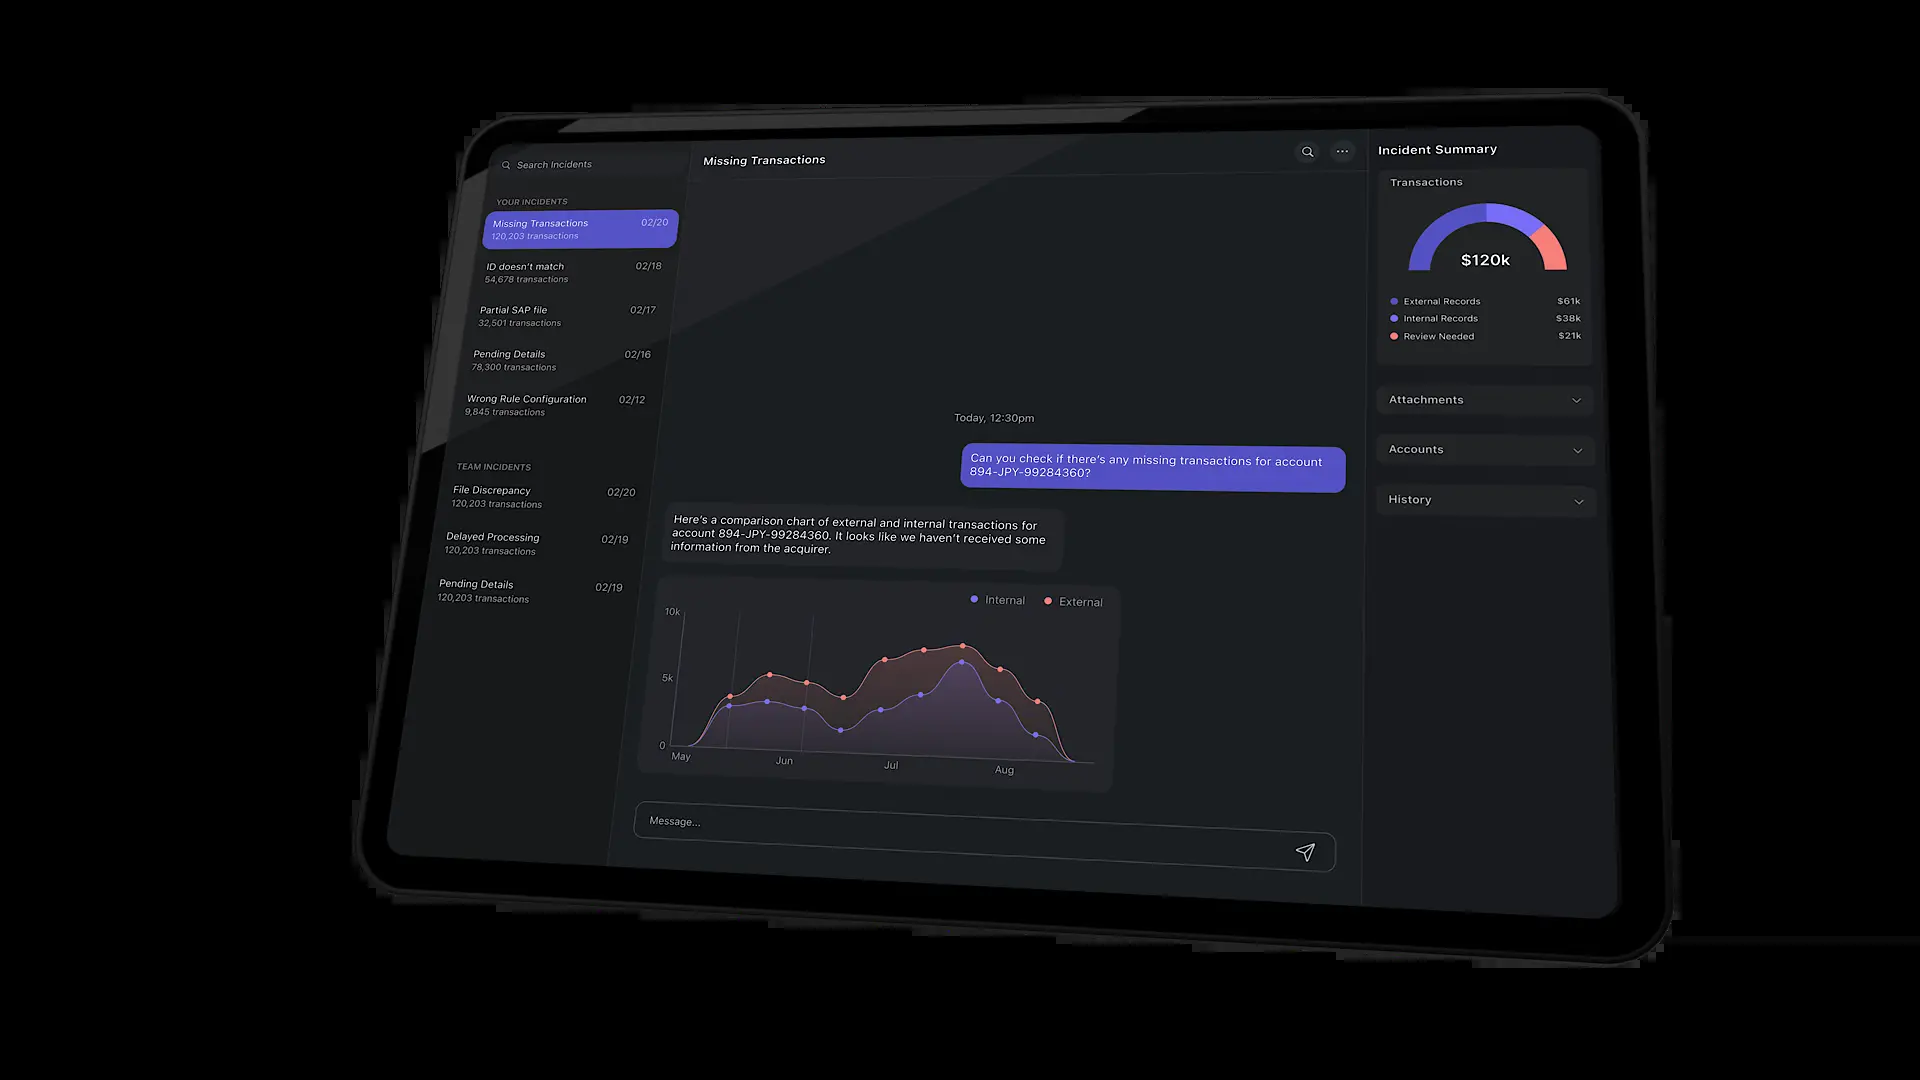 Search Incidents
YOUR INCIDENTS
Missing Transactions 02/20
120,203 transactions
ID doesn't match 02/18
54,678 transactions
Partial SAP file 02/17
32,501 transactions
Pending Details 02/16
78,300 transactions
Wrong Rule Configuration 02/12
9,845 transactions
TEAM INCIDENTS
File Discrepancy 02/20
120,203 transactions
Delayed Processing 02/19
120,203 transactions
Pending Details 02/19
120,203 transactions
Missing Transactions
Today, 12:30pm
Can you check if there's any missing transactions for account
894-JPY-99284360?
Here's a comparison chart of external and internal transactions for
account 894-JPY-99284360. It looks like we haven't received some
information from the acquirer.
Internal External
10k
5k
0
May Jun Jul Aug
Message...
Incident Summary
Transactions
$120k
External Records $61k
Internal Records $38k
Review Needed $21k
Attachments
Accounts
History